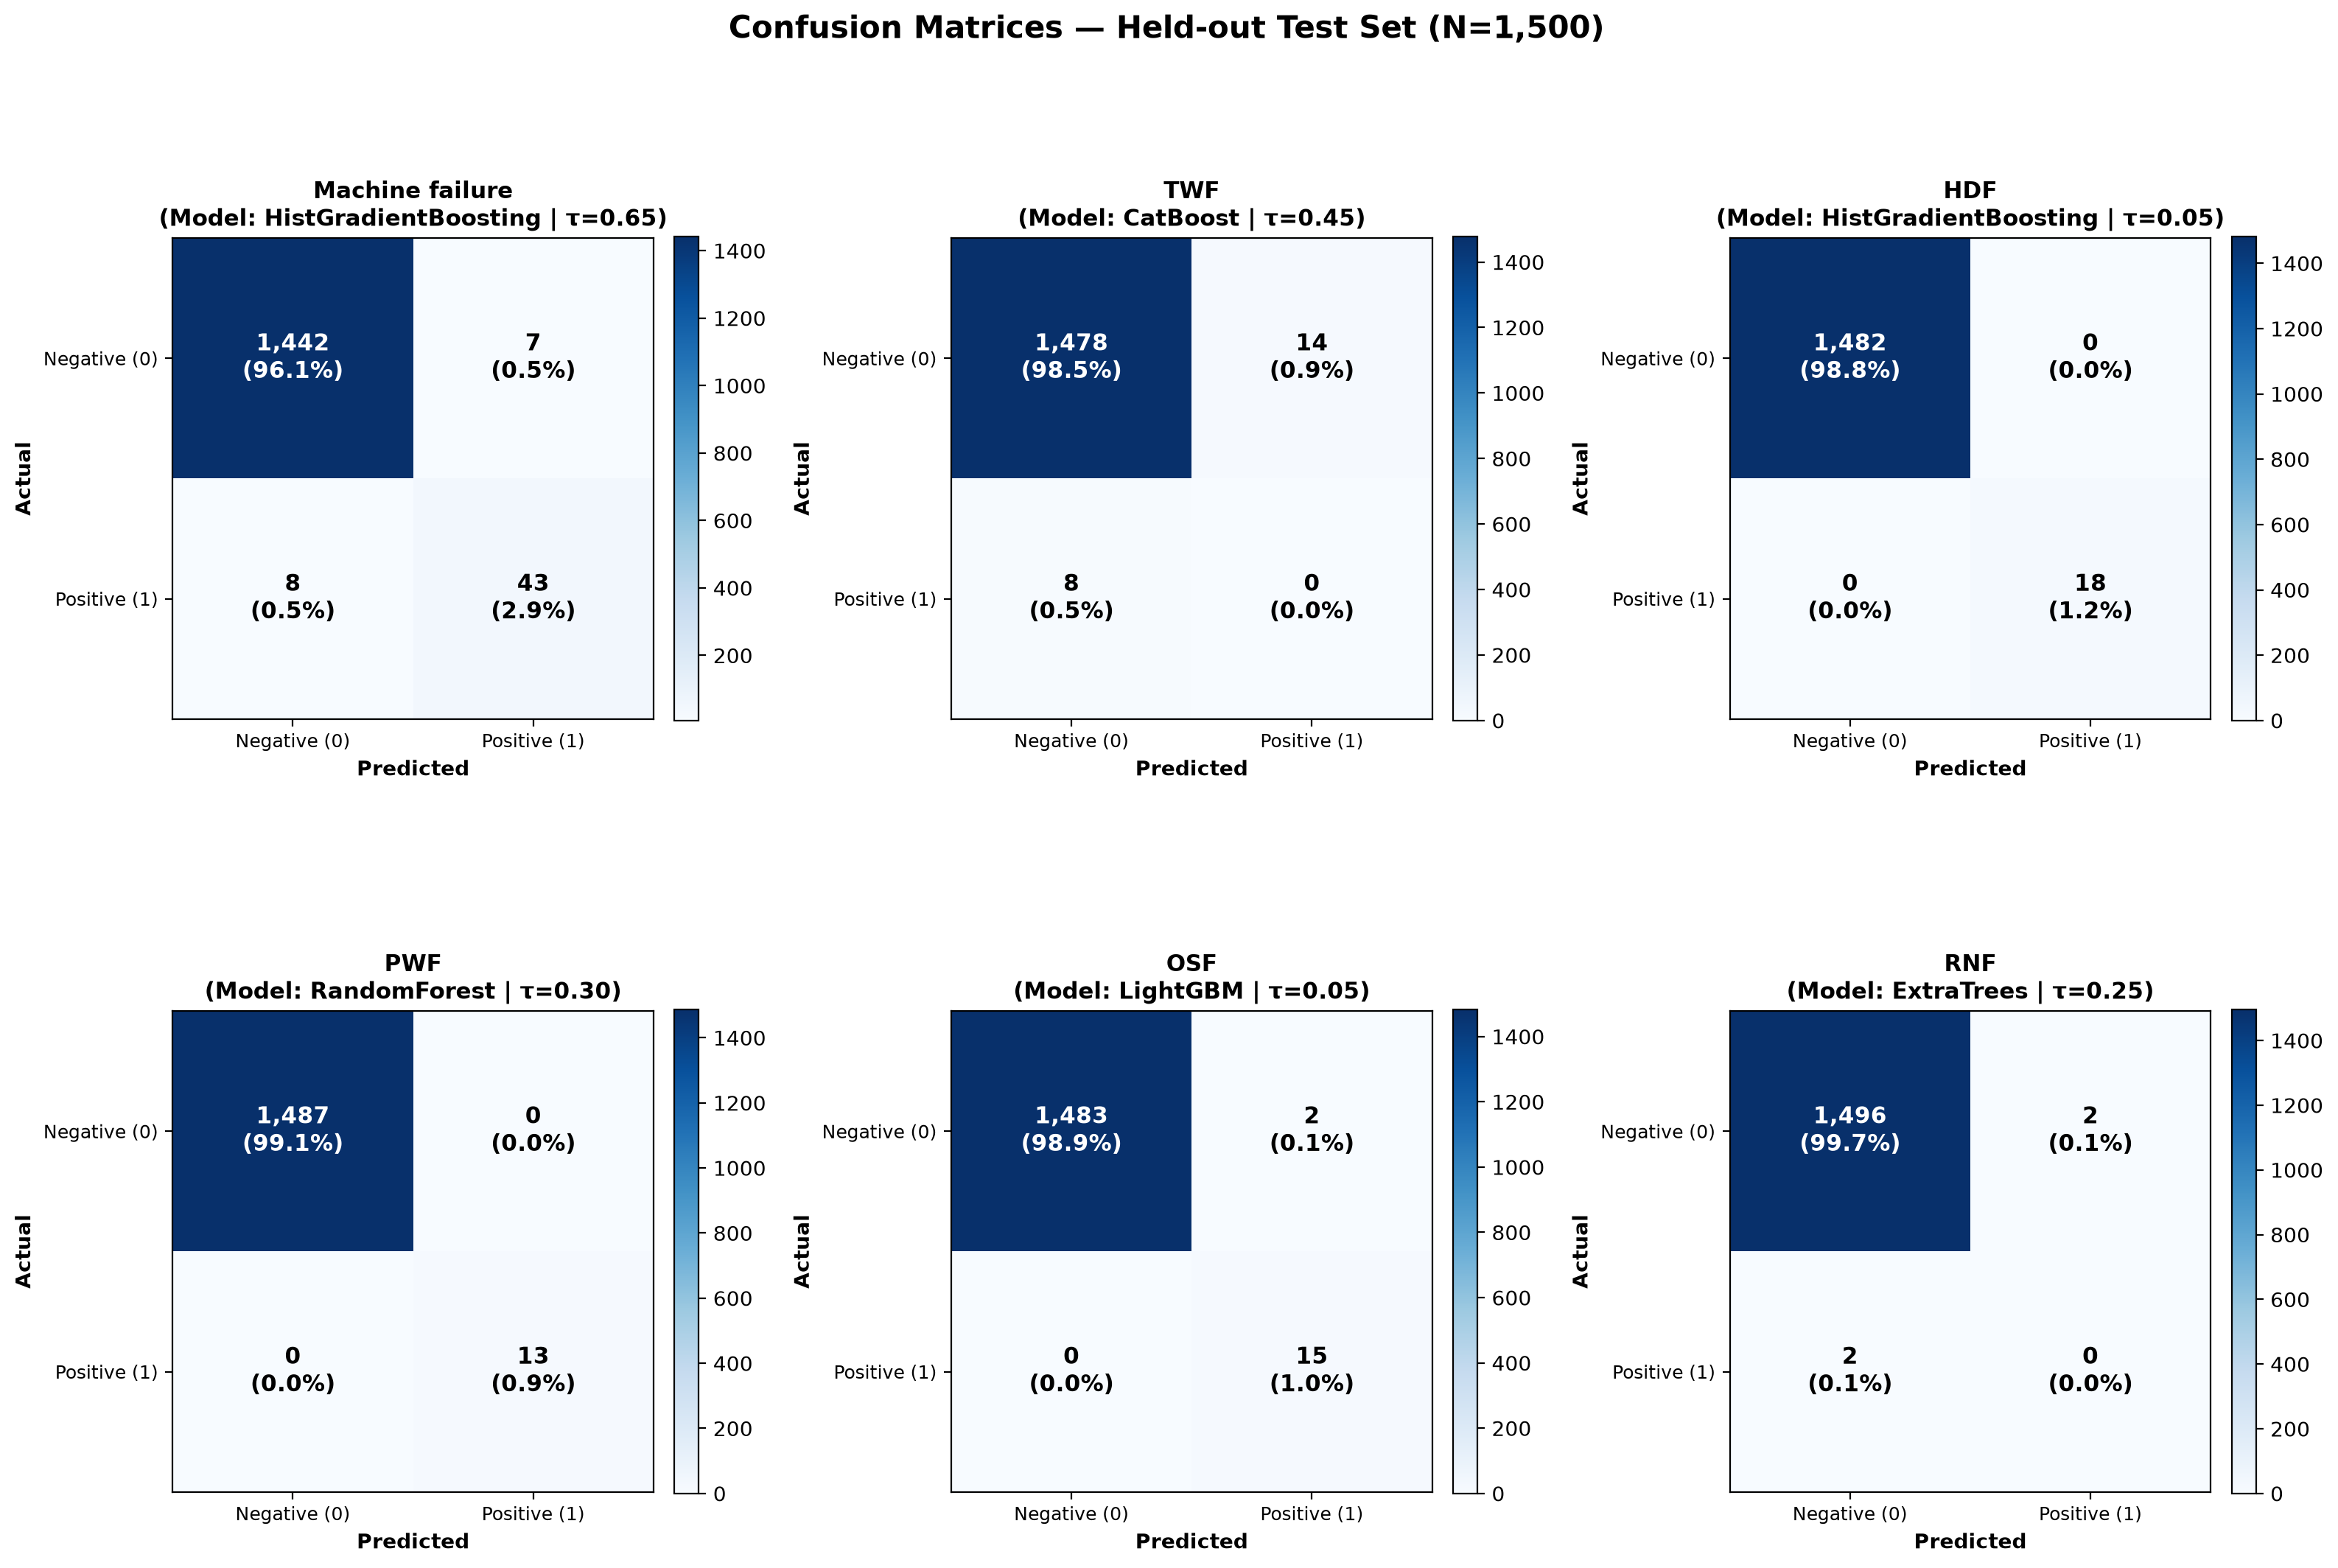 Confusion Matrices — Held-out Test Set (N=1,500)
Machine failure
(Model: HistGradientBoosting | τ=0.65)
1400
1200
1000
800
600
400
200
Actual
Negative (0)
Positive (1)
1,442
(96.1%)
7
(0.5%)
8
(0.5%)
43
(2.9%)
Negative (0)
Positive (1)
Predicted
TWF
(Model: CatBoost | τ=0.45)
1400
1200
1000
800
600
400
200
0
Actual
Negative (0)
Positive (1)
1,478
(98.5%)
14
(0.9%)
8
(0.5%)
0
(0.0%)
Negative (0)
Positive (1)
Predicted
HDF
(Model: HistGradientBoosting | τ=0.05)
1400
1200
1000
800
600
400
200
0
Actual
Negative (0)
Positive (1)
1,482
(98.8%)
0
(0.0%)
0
(0.0%)
18
(1.2%)
Negative (0)
Positive (1)
Predicted
PWF
(Model: RandomForest | τ=0.30)
1400
1200
1000
800
600
400
200
0
Actual
Negative (0)
Positive (1)
1,487
(99.1%)
0
(0.0%)
0
(0.0%)
13
(0.9%)
Negative (0)
Positive (1)
Predicted
OSF
(Model: LightGBM | τ=0.05)
1400
1200
1000
800
600
400
200
0
Actual
Negative (0)
Positive (1)
1,483
(98.9%)
2
(0.1%)
0
(0.0%)
15
(1.0%)
Negative (0)
Positive (1)
Predicted
RNF
(Model: ExtraTrees | τ=0.25)
1400
1200
1000
800
600
400
200
0
Actual
Negative (0)
Positive (1)
1,496
(99.7%)
2
(0.1%)
2
(0.1%)
0
(0.0%)
Negative (0)
Positive (1)
Predicted